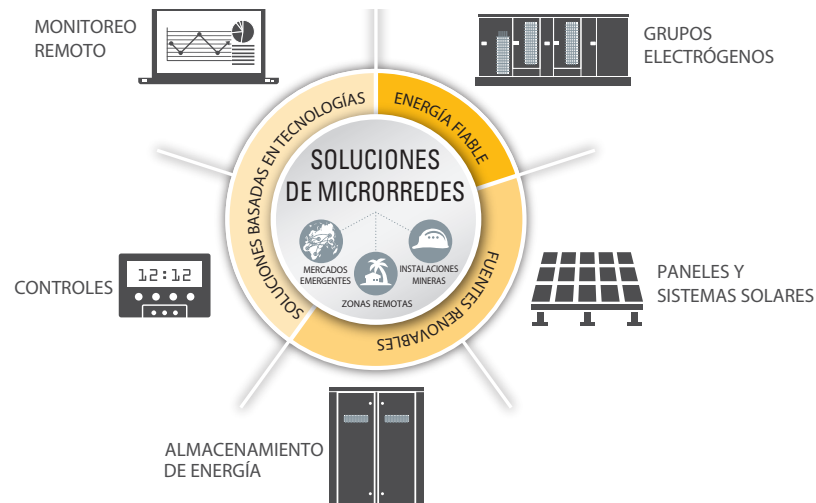 MONITOREO
REMOTO
GRUPOS
ELECTRÓGENOS
SOLUCIONES BASADAS EN TECNOLOGÍAS
ENERGÍA FIABLE
FUENTES RENOVABLES
SOLUCIONES
DE MICRORREDES
MERCADOS
EMERGENTES
INSTALACIONES
MINERAS
ZONAS REMOTAS
CONTROLES
12:12
PANELES Y
SISTEMAS SOLARES
ALMACENAMIENTO
DE ENERGÍA